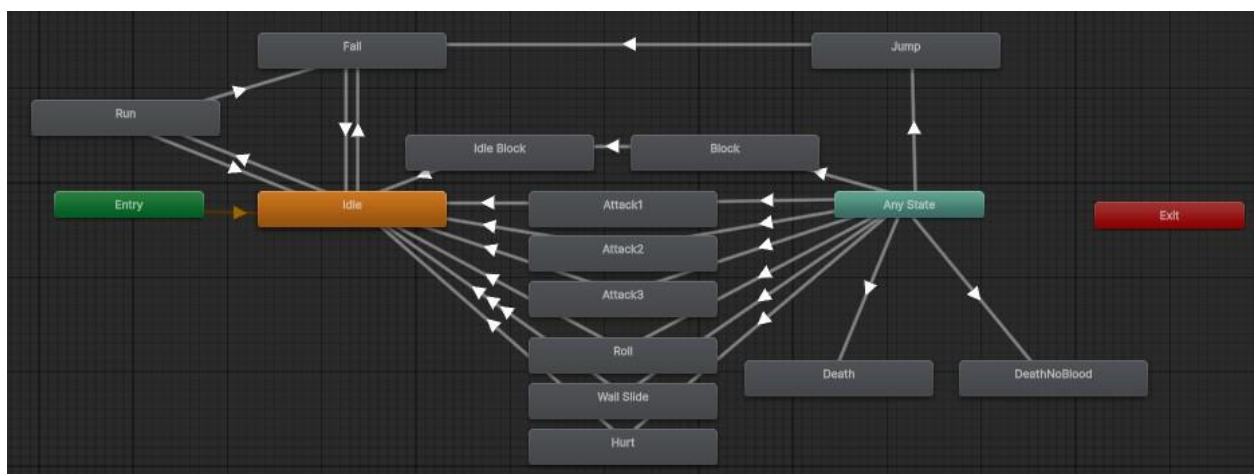 Fall
Jump
Run
Idle Block
Block
Entry
Idle
Attack1
Any State
Exit
Attack2
Attack3
Roll
Death
DeathNoBlood
Wall Slide
Hurt